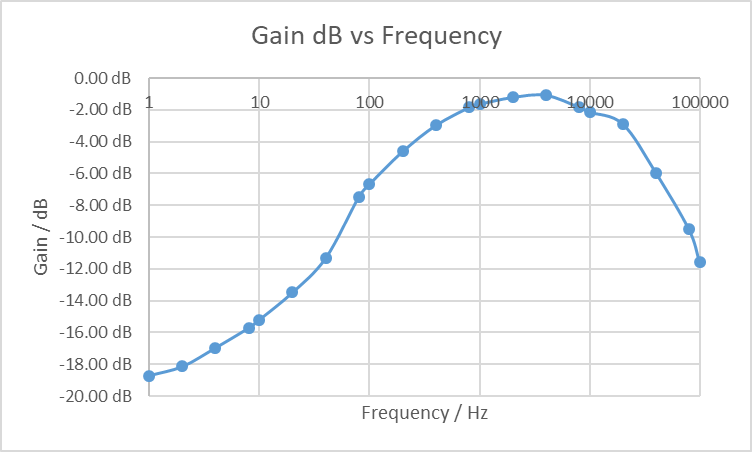 Gain dB vs Frequency
0.00 dB
1 10 100 1000 10000 100000
-2.00 dB
-4.00 dB
-6.00 dB
-8.00 dB
-10.00 dB
-12.00 dB
-14.00 dB
-16.00 dB
-18.00 dB
-20.00 dB
Gain / dB
Frequency / Hz